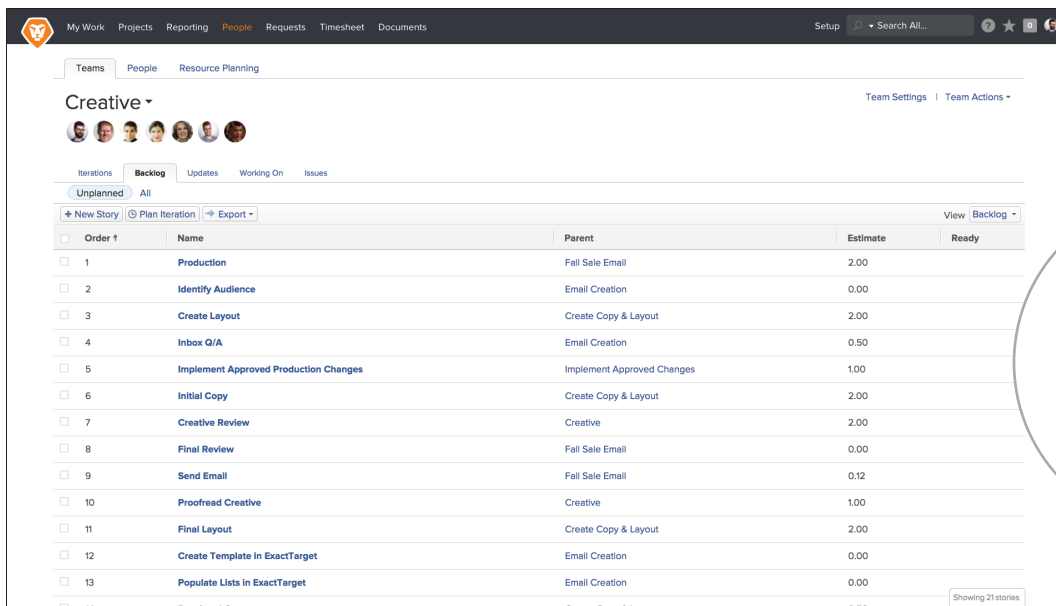 My Work Projects Reporting People Requests Timesheet Documents Setup Search All... ? 0
Teams People Resource Planning
Creative Team Settings | Team Actions
Iterations Backlog Updates Working On Issues
Unplanned All
+ New Story Plan Iteration Export View Backlog
Order ↑ Name Parent Estimate Ready
1 Production Fall Sale Email 2.00
2 Identify Audience Email Creation 0.00
3 Create Layout Create Copy & Layout 2.00
4 Inbox Q/A Email Creation 0.50
5 Implement Approved Production Changes Implement Approved Changes 1.00
6 Initial Copy Create Copy & Layout 2.00
7 Creative Review Creative 2.00
8 Final Review Fall Sale Email 0.00
9 Send Email Fall Sale Email 0.12
10 Proofread Creative Creative 1.00
11 Final Layout Create Copy & Layout 2.00
12 Create Template in ExactTarget Email Creation 0.00
13 Populate Lists in ExactTarget Email Creation 0.00
Showing 21 stories